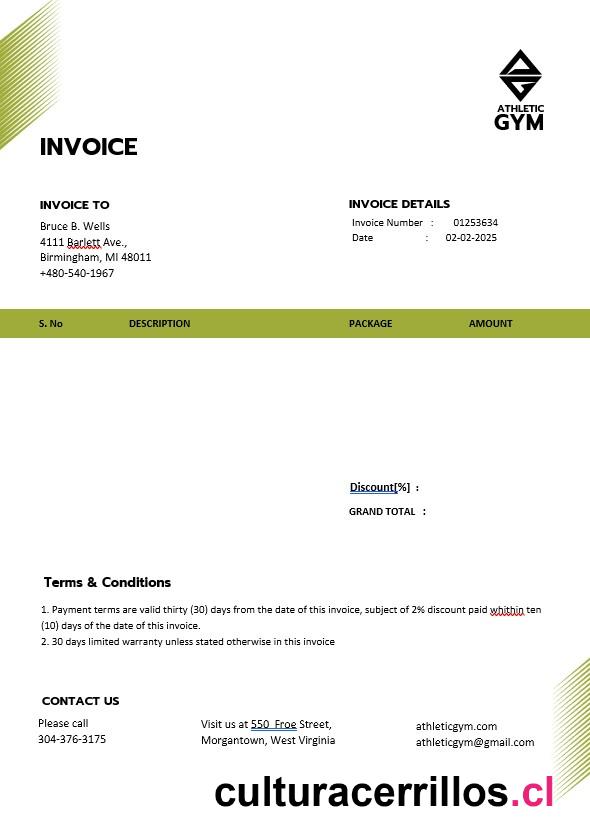 ATHLETIC
GYM
INVOICE
INVOICE TO
Bruce B. Wells
4111 Barlett Ave.,
Birmingham, MI 48011
+480-540-1967
INVOICE DETAILS
Invoice Number : 01253634
Date : 02-02-2025
S. No DESCRIPTION PACKAGE AMOUNT
Discount[%] :
GRAND TOTAL :
Terms & Conditions
1. Payment terms are valid thirty (30) days from the date of this invoice, subject of 2% discount paid whithin ten
(10) days of the date of this invoice.
2. 30 days limited warranty unless stated otherwise in this invoice
CONTACT US
Please call
304-376-3175
Visit us at 550 Froe Street,
Morgantown, West Virginia
athleticgym.com
athleticgym@gmail.com
culturacerrillos.cl